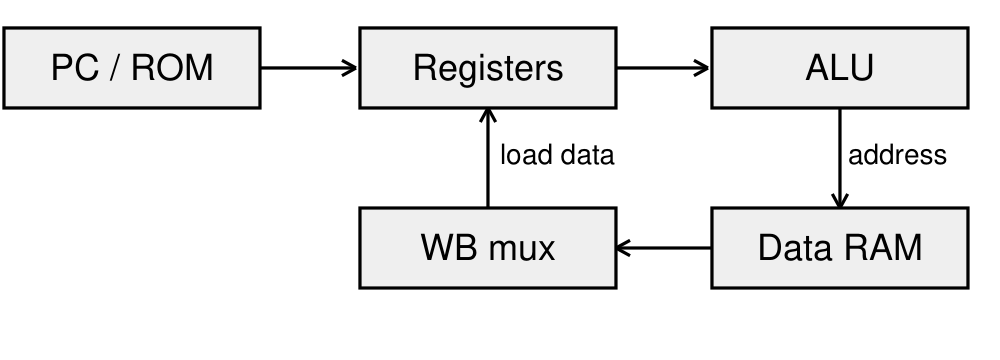 PC / ROM
Registers
ALU
load data
address
WB mux
Data RAM